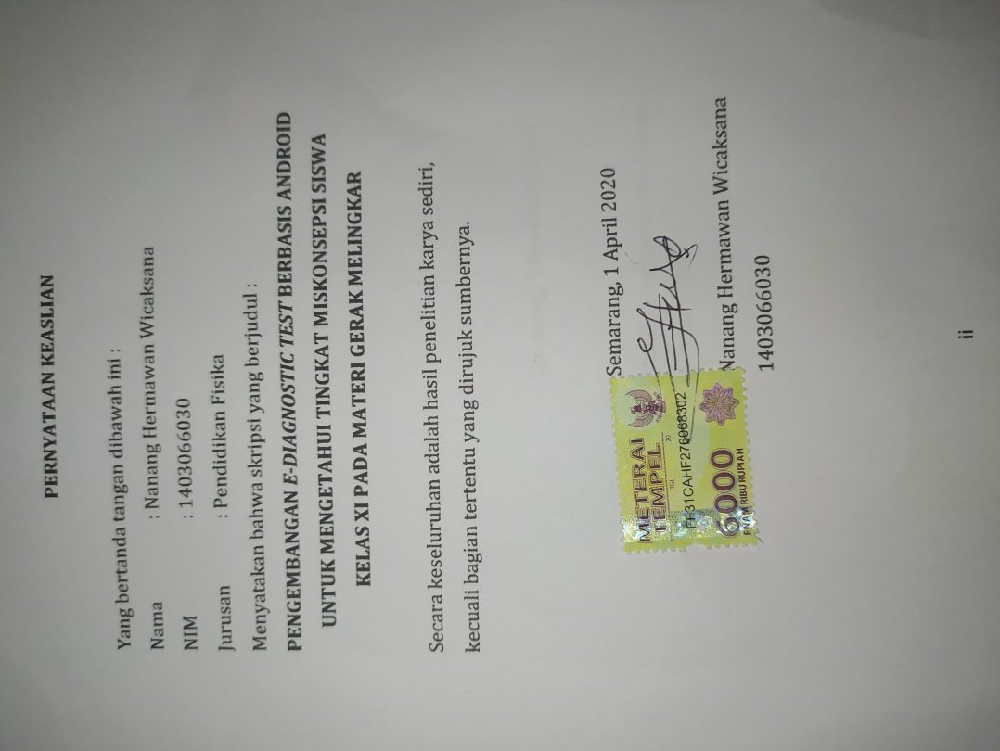 PERNYATAAN KEASLIAN
Yang bertanda tangan dibawah ini :
Nama : Nanang Hermawan Wicaksana
NIM : 1403066030
Jurusan : Pendidikan Fisika
Menyatakan bahwa skripsi yang berjudul :
PENGEMBANGAN E-DIAGNOSTIC TEST BERBASIS ANDROID
UNTUK MENGETAHUI TINGKAT MISKONSEPSI SISWA
KELAS XI PADA MATERI GERAK MELINGKAR
Secara keseluruhan adalah hasil penelitian karya sediri,
kecuali bagian tertentu yang dirujuk sumbernya.
Semarang, 1 April 2020
METERAI
TEMPEL
TGL. 20
6000
ENAM RIBU RUPIAH
Nanang Hermawan Wicaksana
1403066030
ii